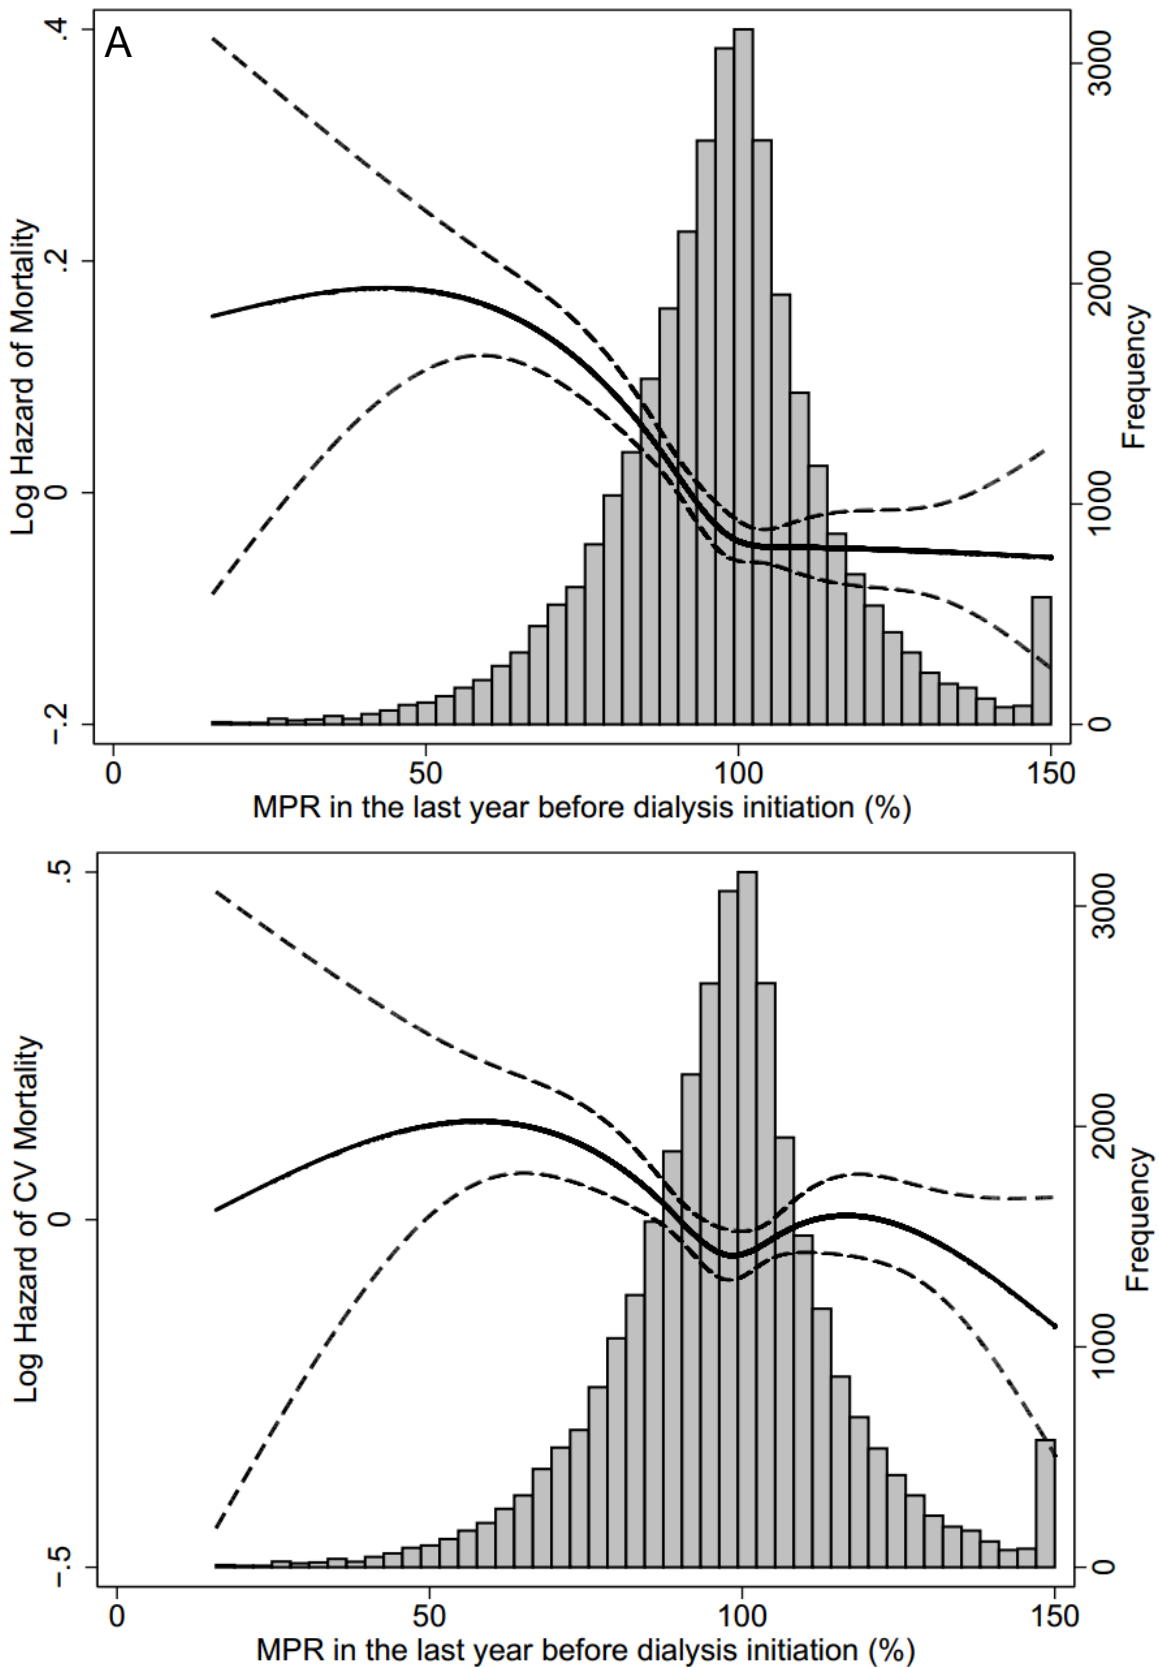 A
Log Hazard of Mortality
.4
.2
0
-.2
3000
2000
1000
0
Frequency
0 50 100 150
MPR in the last year before dialysis initiation (%)
Log Hazard of CV Mortality
.5
0
-.5
3000
2000
1000
0
Frequency
0 50 100 150
MPR in the last year before dialysis initiation (%)